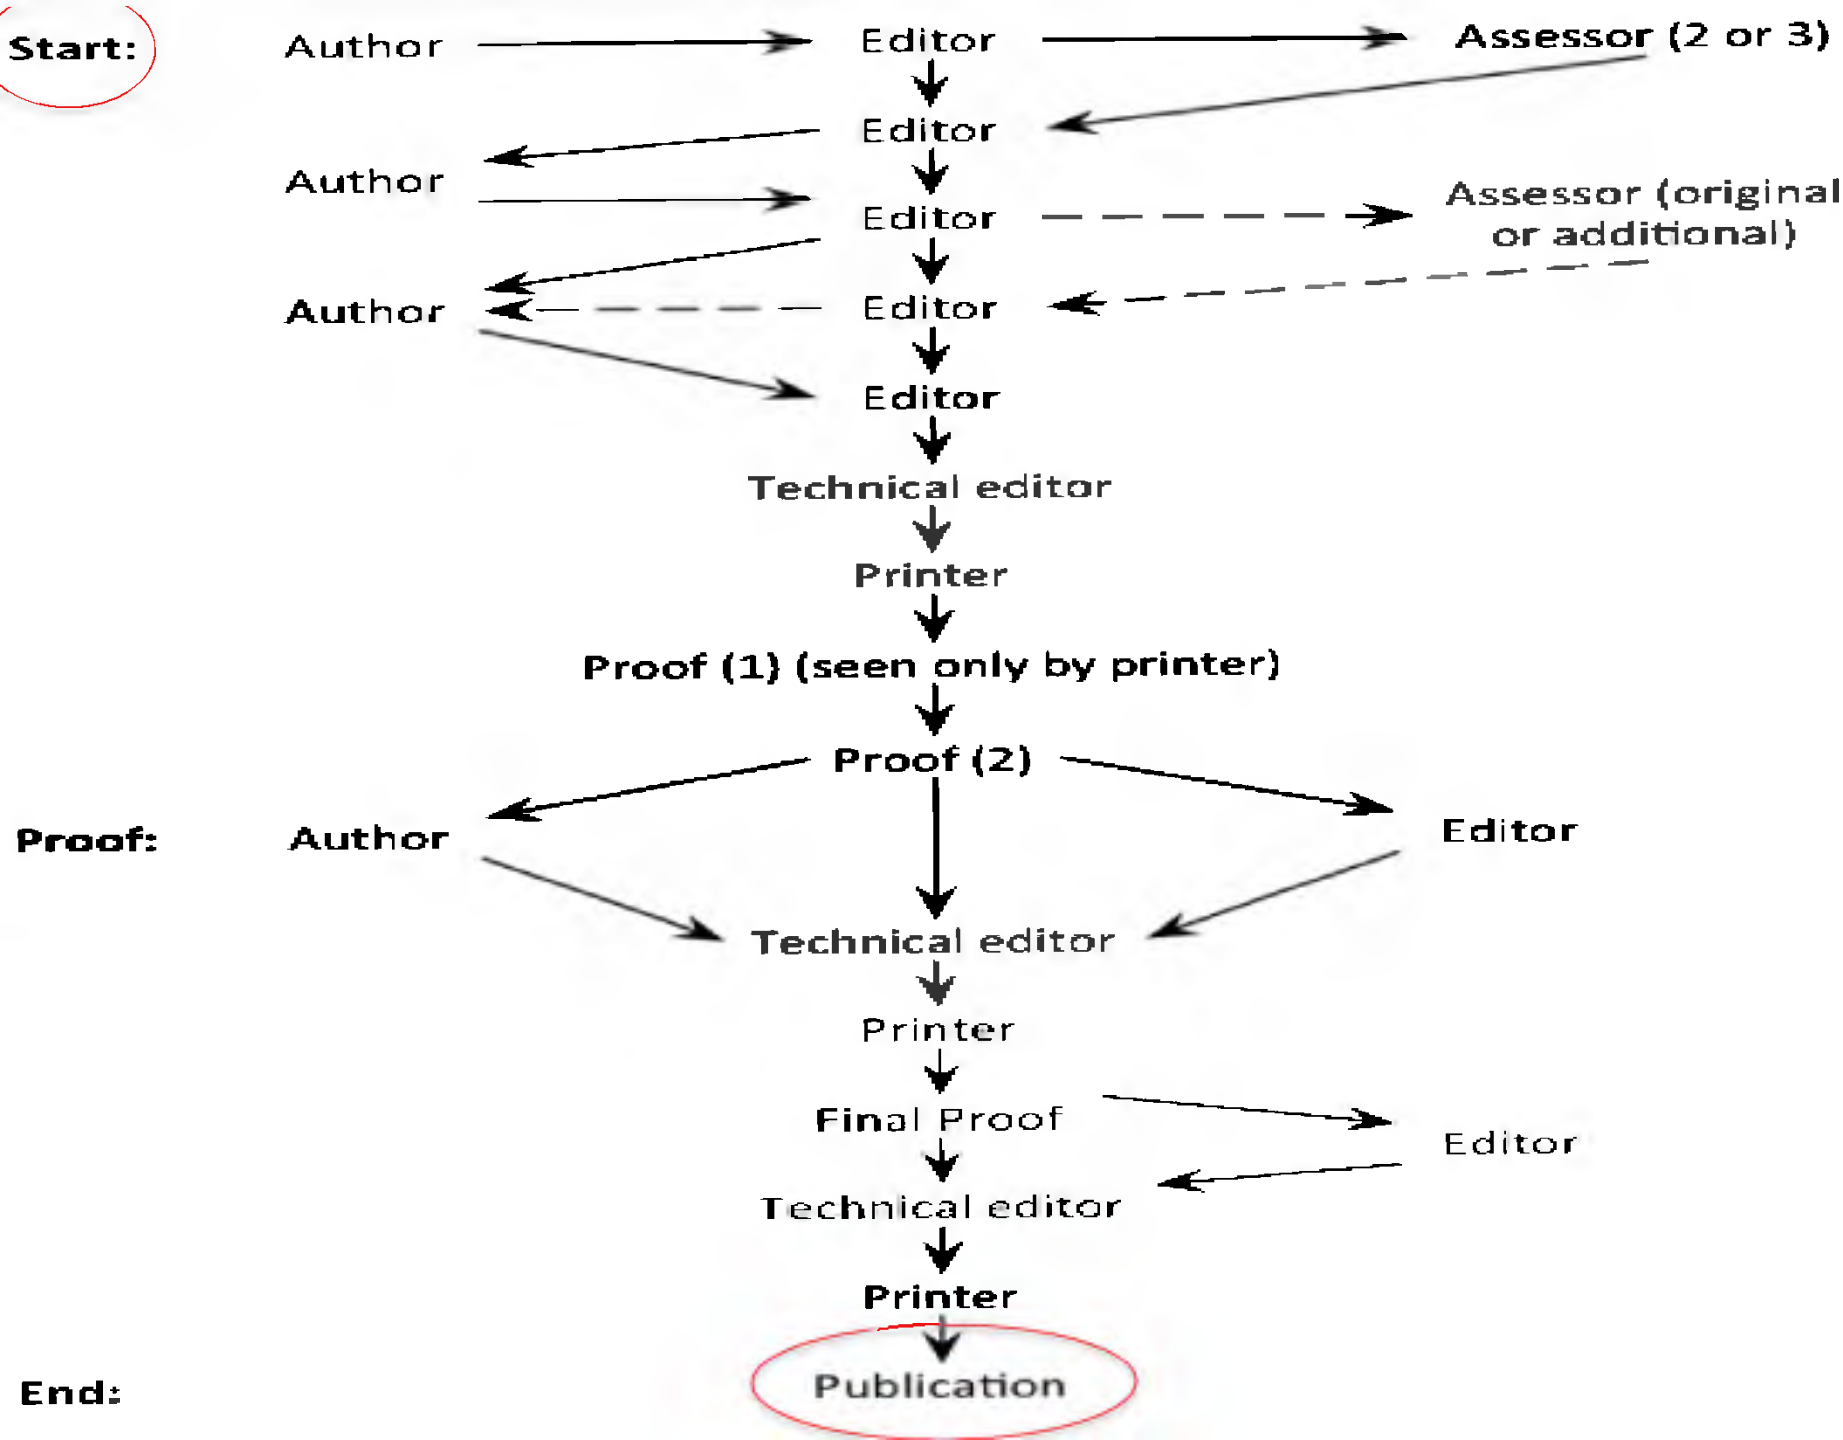 Start: Author Editor Assessor (2 or 3)
Editor
Author
Editor Assessor (original
or additional)
Author Editor
Editor
Technical editor
Printer
Proof (1) (seen only by printer)
Proof (2)
Proof: Author Editor
Technical editor
Printer
Final Proof
Editor
Technical editor
Printer
End: Publication